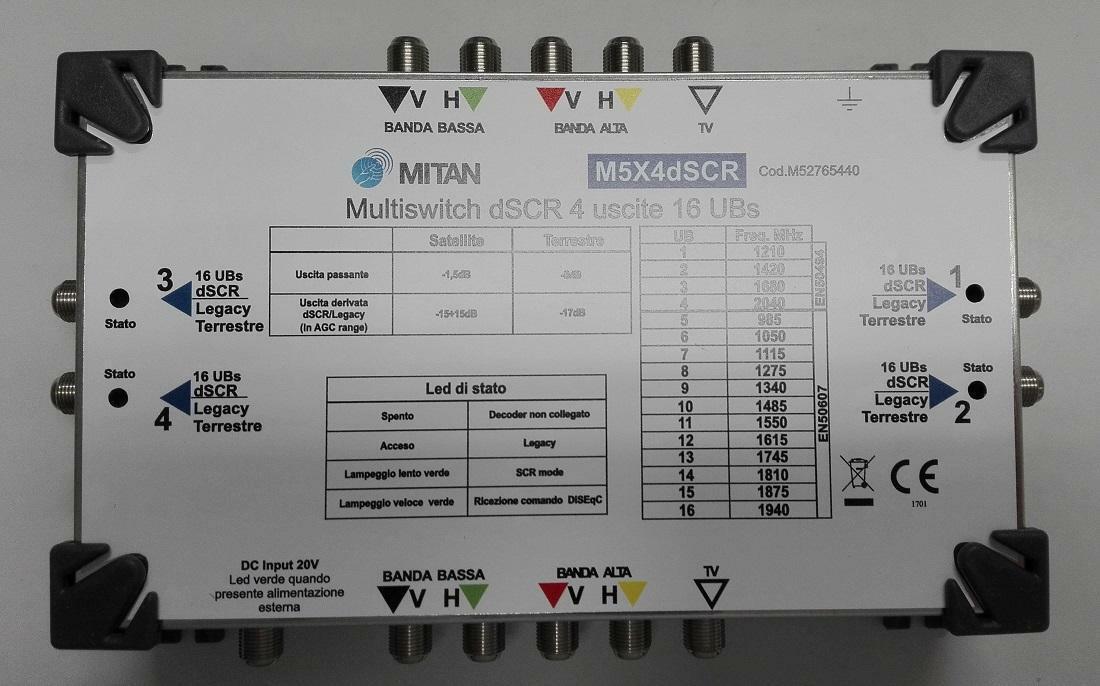 V H V H
BANDA BASSA BANDA ALTA TV
MITAN M5X4dSCR Cod.M52765440
Multiswitch dSCR 4 uscite 16 UBs
Satellite Terrestre
Uscita passante -1,5dB
Uscita derivata
dSCR/Legacy
(in AGC range) -15÷15dB -17dB
UB Freq. MHz
1 1210
2 1420
3 1680
4 2040
EN50494
5 985
6 1050
7 1115
8 1275
9 1340
10 1485
11 1550
12 1615
13 1745
14 1810
15 1875
16 1940
EN50607
3
16 UBs
dSCR
Legacy
Terrestre
Stato
4
16 UBs
dSCR
Legacy
Terrestre
Stato
1
16 UBs
dSCR
Legacy
Terrestre
Stato
2
16 UBs
dSCR
Legacy
Terrestre
Stato
Led di stato
Spento Decoder non collegato
Acceso Legacy
Lampeggio lento verde SCR mode
Lampeggio veloce verde Ricezione comando DISEqC
CE
1701
DC Input 20V
Led verde quando
presente alimentazione
esterna
BANDA BASSA BANDA ALTA TV
V H V H